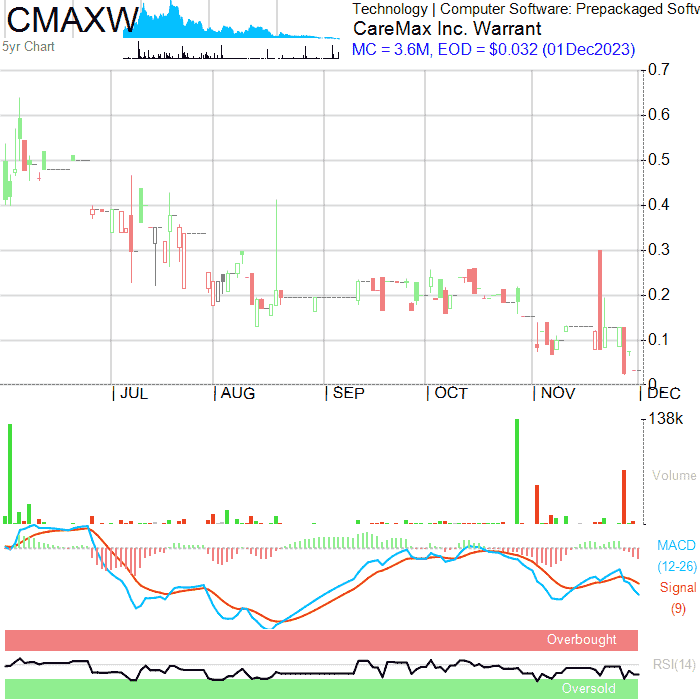 CMAXW
5yr Chart
Technology | Computer Software: Prepackaged Softw
CareMax Inc. Warrant
MC = 3.6M, EOD = $0.032 (01Dec2023)
0.7
0.6
0.5
0.4
0.3
0.2
0.1
0
| JUL | AUG | SEP | OCT | NOV | DEC
138k
Volume
MACD
(12-26)
Signal
(9)
Overbought
RSI(14)
Oversold